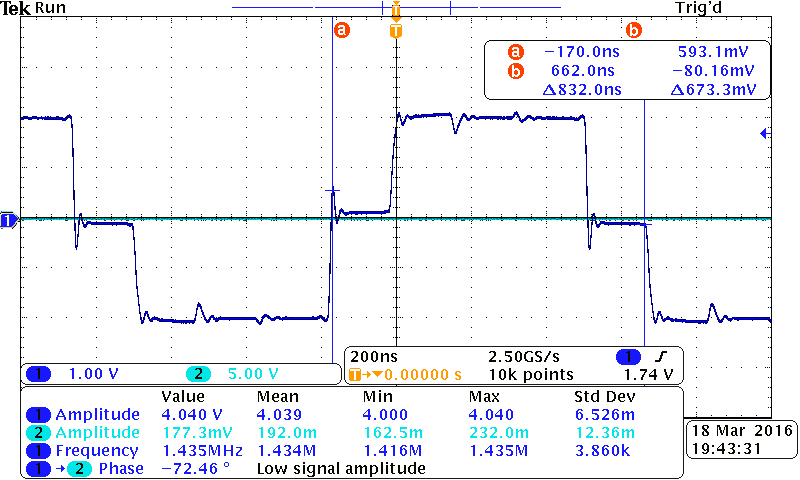 Tek Run Trig'd
T
a T b
a −170.0ns 593.1mV
b 662.0ns −80.16mV
Δ832.0ns Δ673.3mV
1
1 1.00 V 2 5.00 V
200ns 2.50GS/s 1
T→▼0.00000 s 10k points 1.74 V
Value Mean Min Max Std Dev
1 Amplitude 4.040 V 4.039 4.000 4.040 6.526m
2 Amplitude 177.3mV 192.0m 162.5m 232.0m 12.36m
1 Frequency 1.435MHz 1.434M 1.416M 1.435M 3.860k
1 →2 Phase −72.46 ° Low signal amplitude
18 Mar 2016
19:43:31